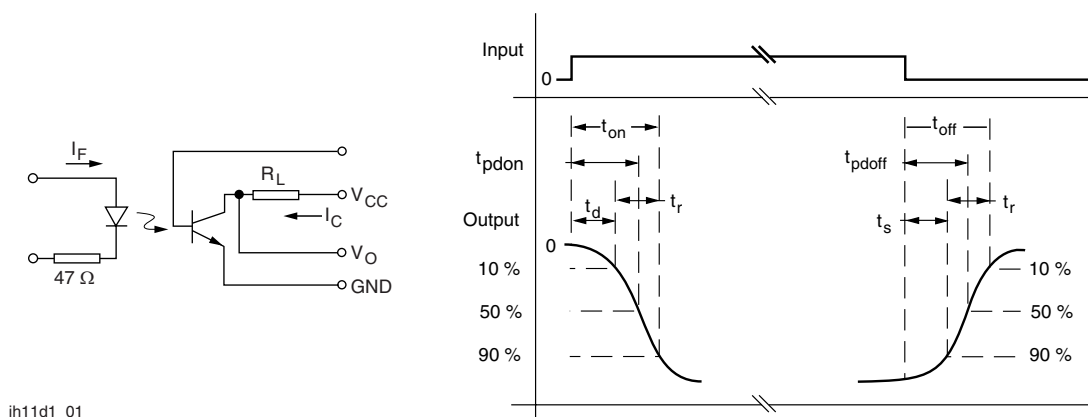 I_F
R_L
V_CC
I_C
V_O
47 Ω
GND
ih11d1_01
Input
0
t_on
t_off
t_pdon
t_pdoff
t_d
t_r
t_s
t_r
Output
0
10 %
10 %
50 %
50 %
90 %
90 %